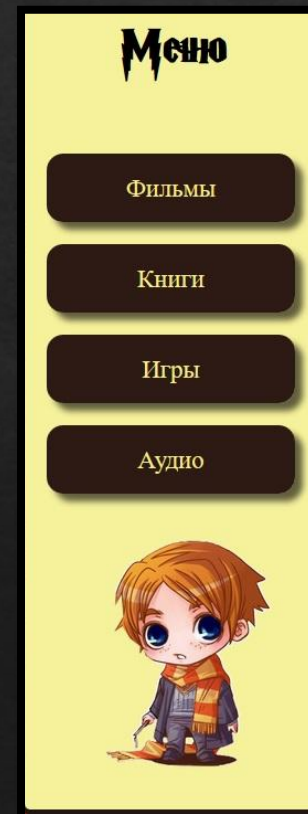 Меню
Фильмы
Книги
Игры
Аудио